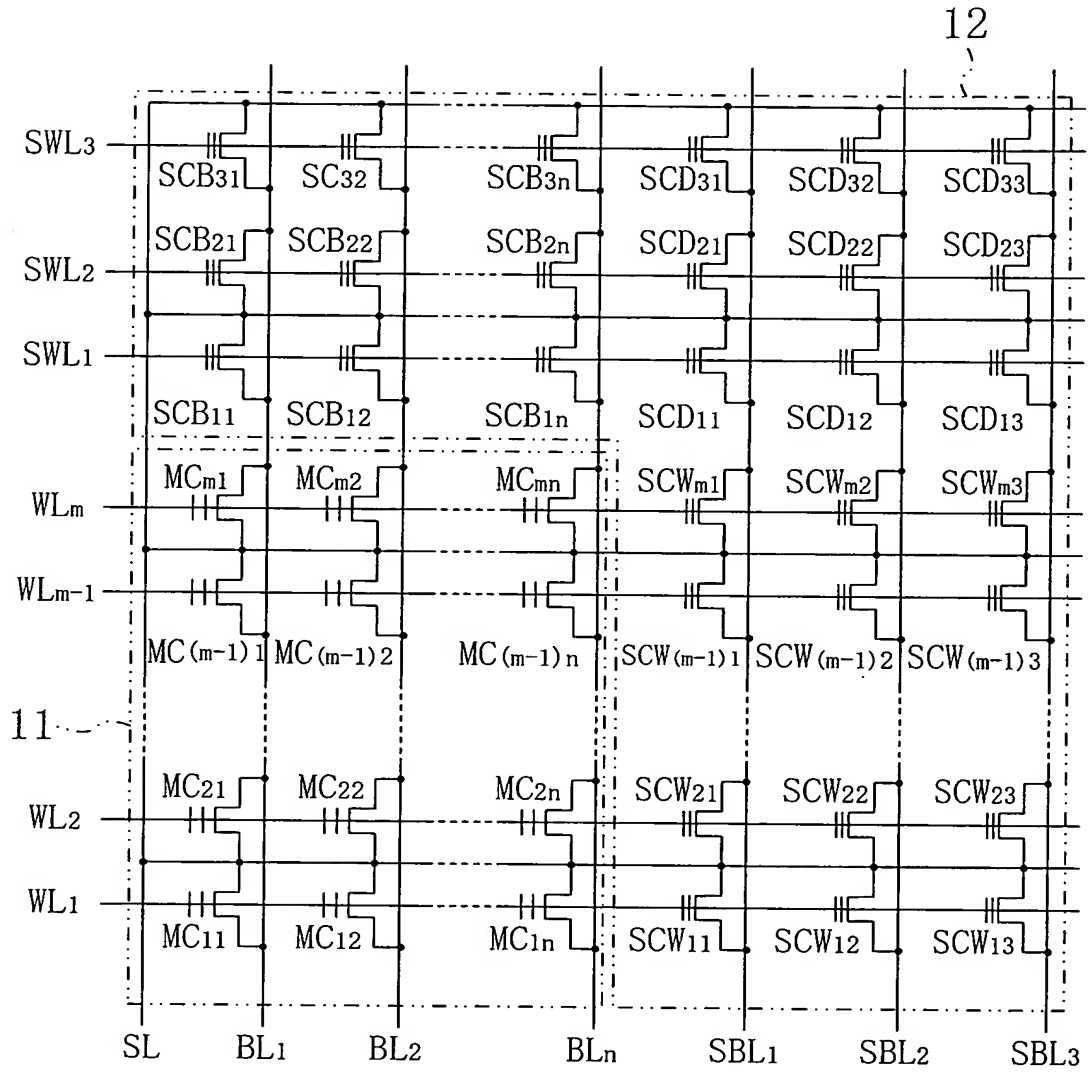 12
SWL3
SCB31 SC32 SCB3n SCD31 SCD32 SCD33
SCB21 SCB22 SCB2n SCD21 SCD22 SCD23
SWL2
SWL1
SCB11 SCB12 SCB1n SCD11 SCD12 SCD13
MCm1 MCm2 MCmn SCWm1 SCWm2 SCWm3
WLm
WLm-1
MC(m-1)1 MC(m-1)2 MC(m-1)n SCW(m-1)1 SCW(m-1)2 SCW(m-1)3
11
MC21 MC22 MC2n SCW21 SCW22 SCW23
WL2
WL1
MC11 MC12 MC1n SCW11 SCW12 SCW13
SL BL1 BL2 BLn SBL1 SBL2 SBL3